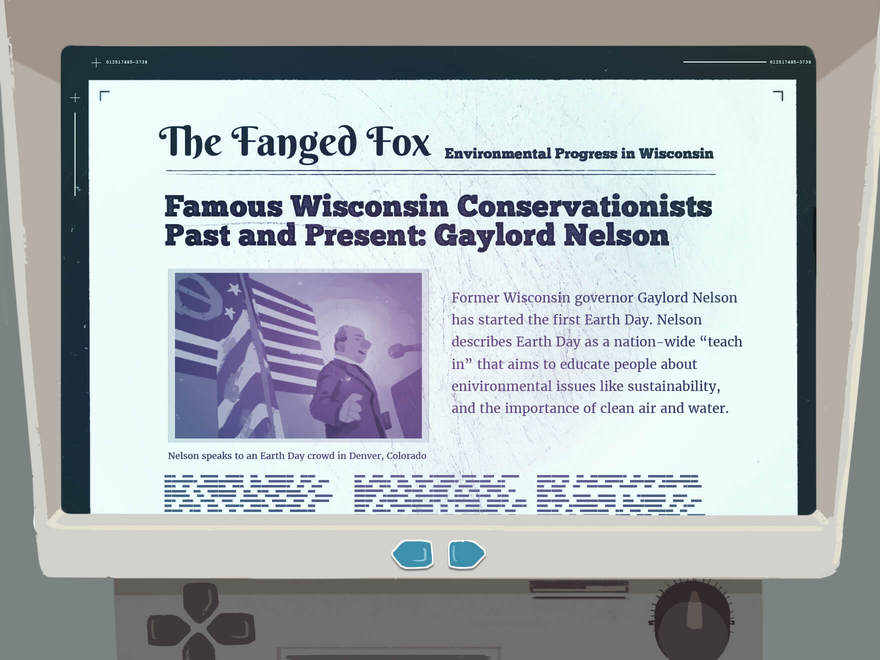 012517485-3738
012517485-3738
The Fanged Fox Environmental Progress in Wisconsin
Famous Wisconsin Conservationists
Past and Present: Gaylord Nelson
Former Wisconsin governor Gaylord Nelson
has started the first Earth Day. Nelson
describes Earth Day as a nation-wide “teach
in” that aims to educate people about
enivironmental issues like sustainability,
and the importance of clean air and water.
Nelson speaks to an Earth Day crowd in Denver, Colorado